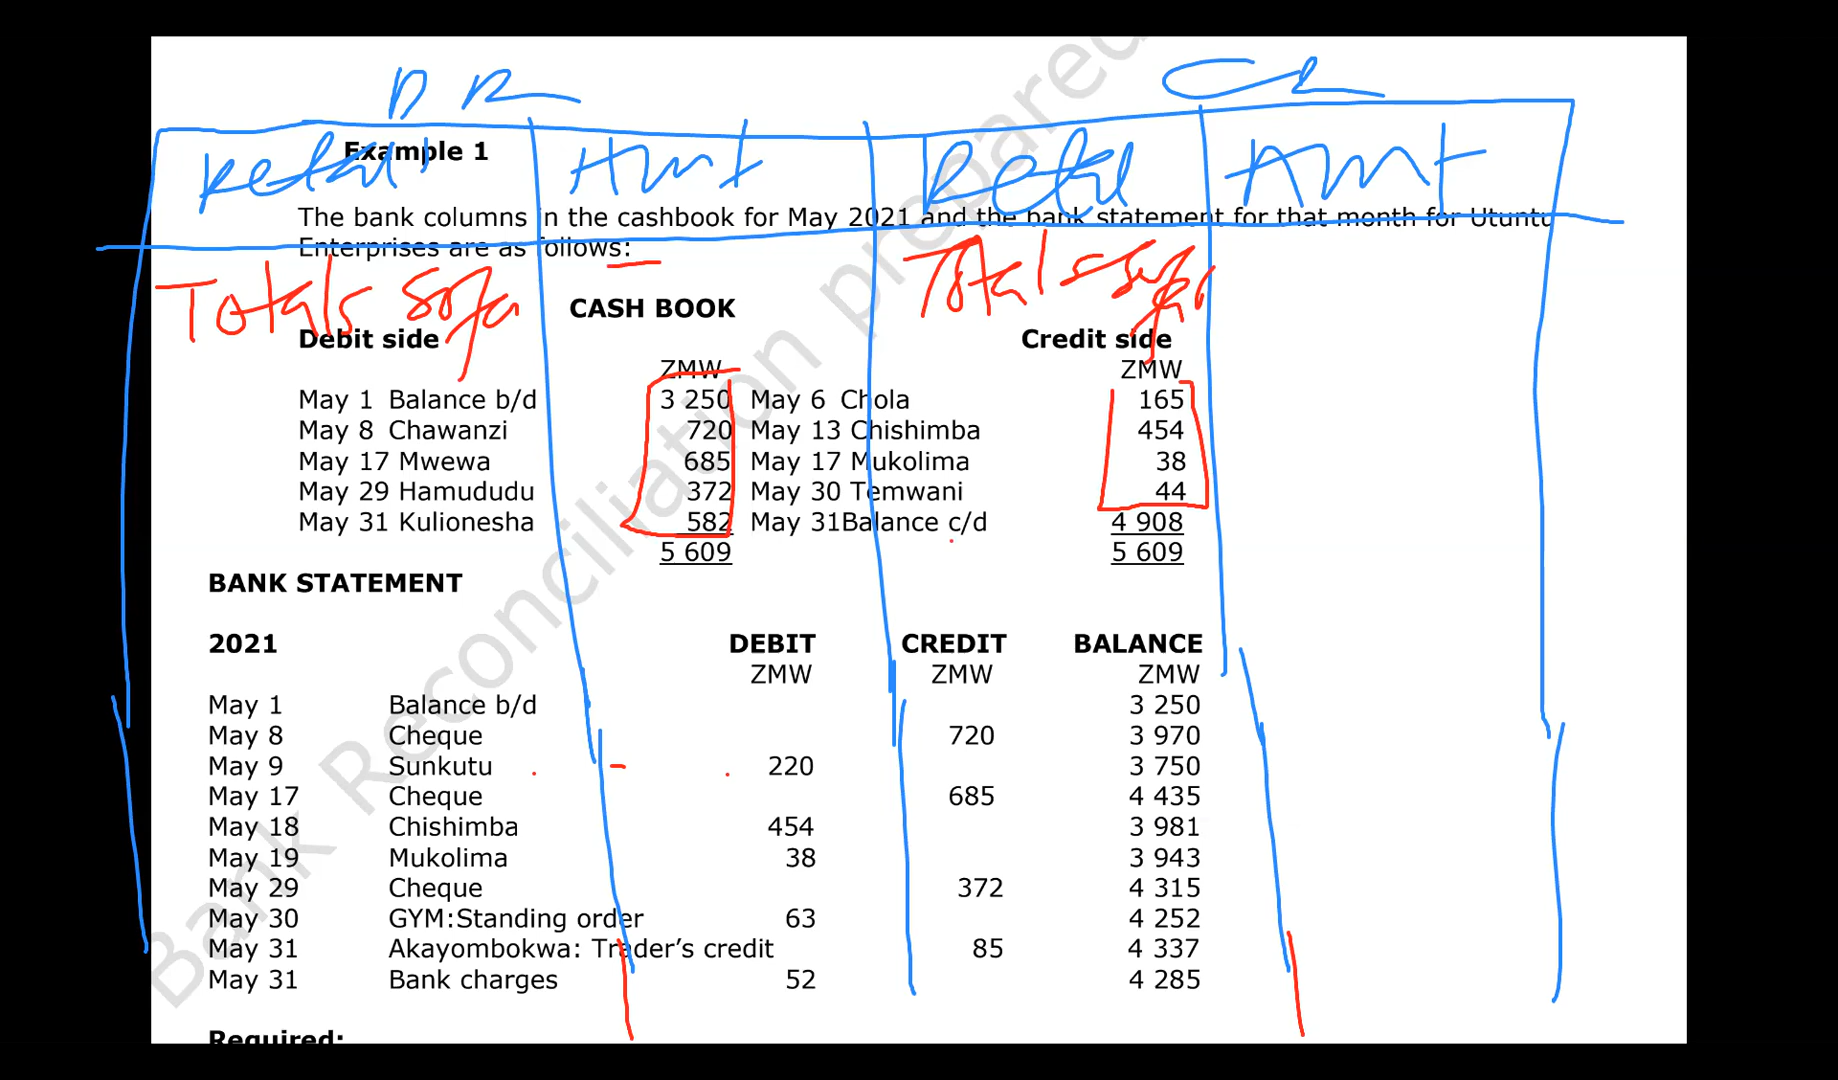 DR CR
Details Amt Details Amt
Example 1
The bank columns in the cashbook for May 2021 and the bank statement for that month for Utuntu
Enterprises are as follows:
Totals sofar Totals sofar
CASH BOOK
Debit side Credit side
ZMW ZMW
May 1 Balance b/d 3 250 May 6 Chola 165
May 8 Chawanzi 720 May 13 Chishimba 454
May 17 Mwewa 685 May 17 Mukolima 38
May 29 Hamududu 372 May 30 Temwani 44
May 31 Kulionesha 582 May 31Balance c/d 4 908
5 609 5 609
BANK STATEMENT
2021 DEBIT CREDIT BALANCE
ZMW ZMW ZMW
May 1 Balance b/d 3 250
May 8 Cheque 720 3 970
May 9 Sunkutu 220 3 750
May 17 Cheque 685 4 435
May 18 Chishimba 454 3 981
May 19 Mukolima 38 3 943
May 29 Cheque 372 4 315
May 30 GYM:Standing order 63 4 252
May 31 Akayombokwa: Trader's credit 85 4 337
May 31 Bank charges 52 4 285
Required:
Bank Reconciliation prepared